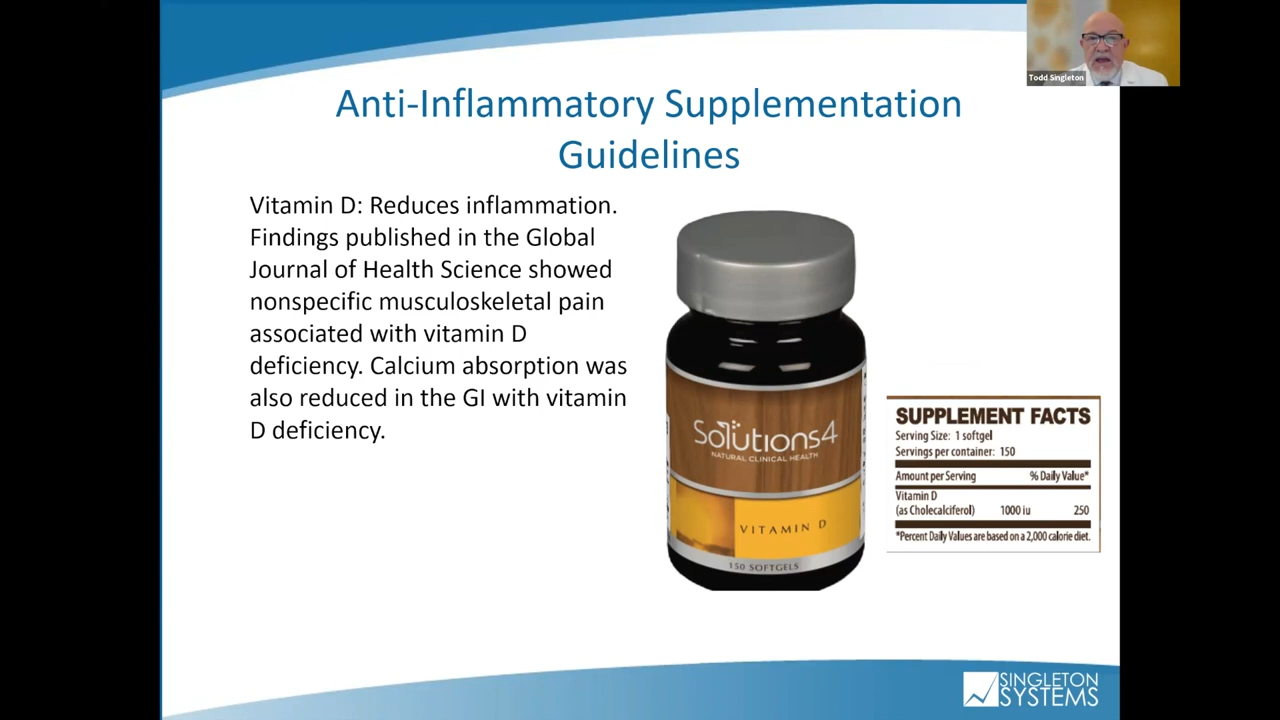 Todd Singleton
Anti-Inflammatory Supplementation
Guidelines
Vitamin D: Reduces inflammation.
Findings published in the Global
Journal of Health Science showed
nonspecific musculoskeletal pain
associated with vitamin D
deficiency. Calcium absorption was
also reduced in the GI with vitamin
D deficiency.
Solutions4
NATURAL CLINICAL HEALTH
VITAMIN D
150 SOFTGELS
SUPPLEMENT FACTS
Serving Size: 1 softgel
Servings per container: 150
Amount per Serving % Daily Value*
Vitamin D
(as Cholecalciferol) 1000 iu 250
*Percent Daily Values are based on a 2,000 calorie diet.
SINGLETON
SYSTEMS